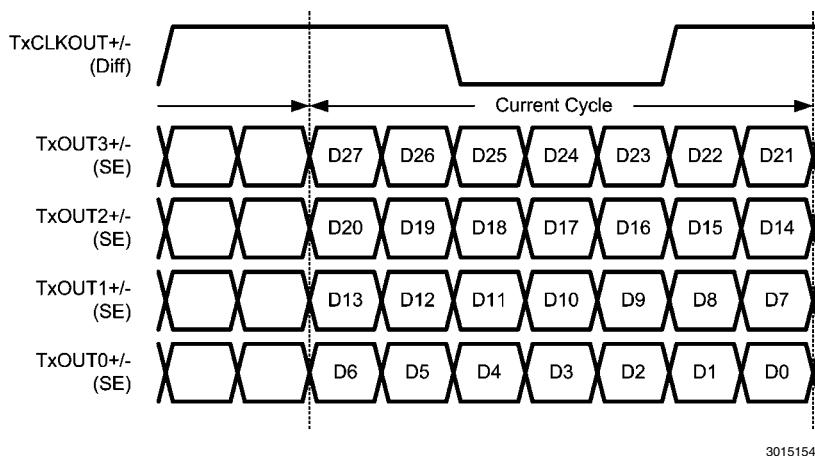 TxCLKOUT+/-
(Diff)
Current Cycle
TxOUT3+/-
(SE)
D27 D26 D25 D24 D23 D22 D21
TxOUT2+/-
(SE)
D20 D19 D18 D17 D16 D15 D14
TxOUT1+/-
(SE)
D13 D12 D11 D10 D9 D8 D7
TxOUT0+/-
(SE)
D6 D5 D4 D3 D2 D1 D0
3015154